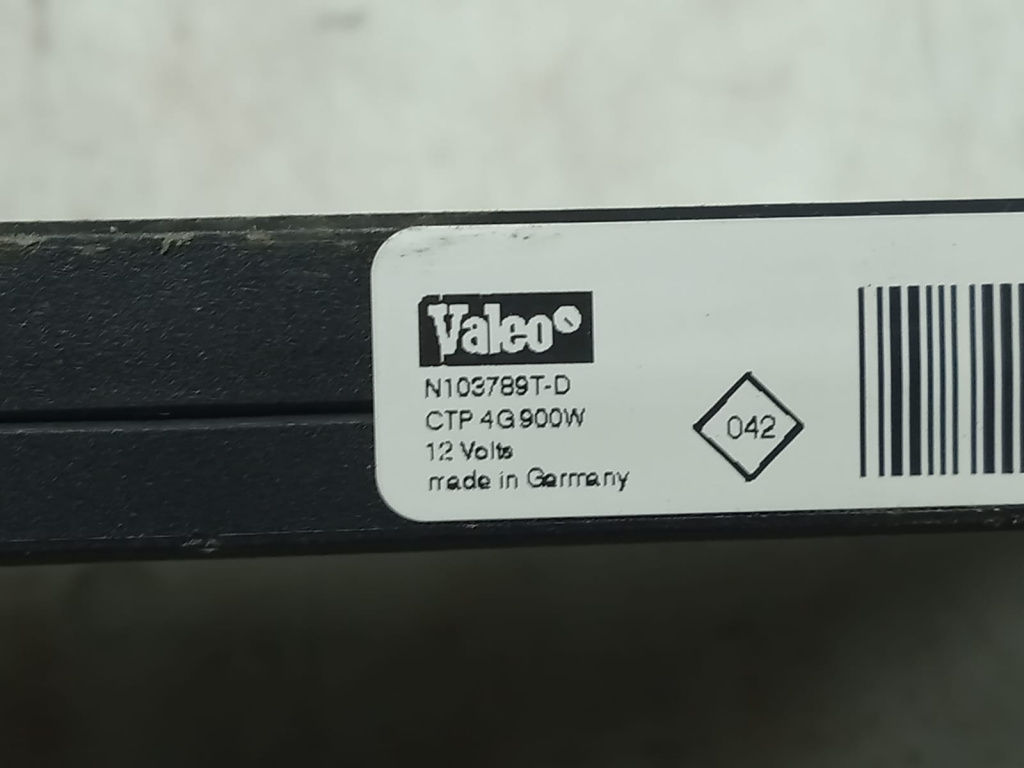 Valeo
N103789T-D
CTP 4G 900W
12 Volts
made in Germany
042